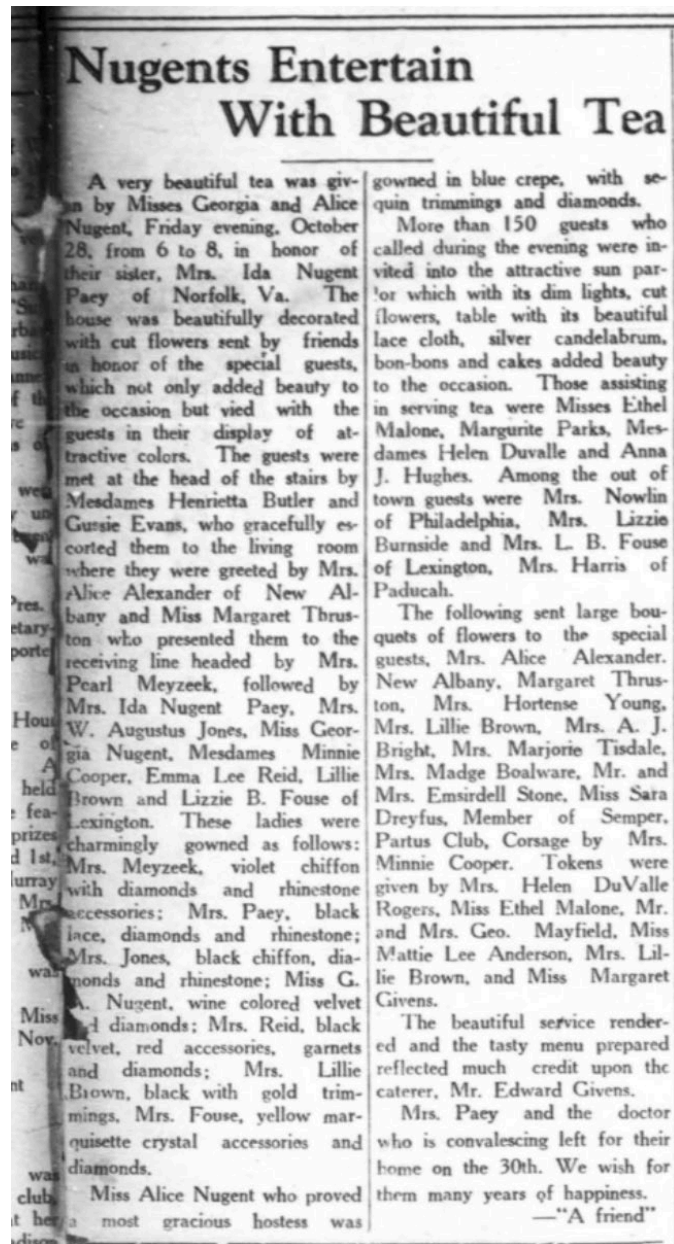 Nugents Entertain
With Beautiful Tea
A very beautiful tea was giv-
n by Misses Georgia and Alice
Nugent, Friday evening, October
28, from 6 to 8, in honor of
their sister, Mrs. Ida Nugent
Paey of Norfolk, Va. The
house was beautifully decorated
with cut flowers sent by friends
in honor of the special guests,
which not only added beauty to
the occasion but vied with the
guests in their display of at-
tractive colors. The guests were
met at the head of the stairs by
Mesdames Henrietta Butler and
Gussie Evans, who gracefully es-
corted them to the living room
where they were greeted by Mrs.
Alice Alexander of New Al-
bany and Miss Margaret Thrus-
ton who presented them to the
receiving line headed by Mrs.
Pearl Meyzeek, followed by
Mrs. Ida Nugent Paey, Mrs.
W. Augustus Jones, Miss Geor-
gia Nugent, Mesdames Minnie
Cooper, Emma Lee Reid, Lillie
Brown and Lizzie B. Fouse of
Lexington. These ladies were
charmingly gowned as follows:
Mrs. Meyzeek, violet chiffon
with diamonds and rhinestone
accessories; Mrs. Paey, black
lace, diamonds and rhinestone;
Mrs. Jones, black chiffon, dia-
monds and rhinestone; Miss G.
A. Nugent, wine colored velvet
diamonds; Mrs. Reid, black
velvet, red accessories, garnets
and diamonds; Mrs. Lillie
Brown, black with gold trim-
mings, Mrs. Fouse, yellow mar-
quisette crystal accessories and
diamonds.
Miss Alice Nugent who proved
a most gracious hostess was
gowned in blue crepe, with se-
quin trimmings and diamonds.
More than 150 guests who
called during the evening were in-
vited into the attractive sun par-
lor which with its dim lights, cut
flowers, table with its beautiful
lace cloth, silver candelabrum,
bon-bons and cakes added beauty
to the occasion. Those assisting
in serving tea were Misses Ethel
Malone, Margurite Parks, Mes-
dames Helen Duvalle and Anna
J. Hughes. Among the out of
town guests were Mrs. Nowlin
of Philadelphia, Mrs. Lizzie
Burnside and Mrs. L. B. Fouse
of Lexington, Mrs. Harris of
Paducah.
The following sent large bou-
quets of flowers to the special
guests, Mrs. Alice Alexander.
New Albany, Margaret Thrus-
ton, Mrs. Hortense Young,
Mrs. Lillie Brown, Mrs. A. J.
Bright, Mrs. Marjorie Tisdale,
Mrs. Madge Boalware, Mr. and
Mrs. Emsirdell Stone, Miss Sara
Dreyfus, Member of Semper,
Partus Club, Corsage by Mrs.
Minnie Cooper. Tokens were
given by Mrs. Helen DuValle
Rogers, Miss Ethel Malone, Mr.
and Mrs. Geo. Mayfield, Miss
Mattie Lee Anderson, Mrs. Lil-
lie Brown, and Miss Margaret
Givens.
The beautiful service render-
ed and the tasty menu prepared
reflected much credit upon the
caterer, Mr. Edward Givens.
Mrs. Paey and the doctor
who is convalescing left for their
home on the 30th. We wish for
them many years of happiness.
—"A friend"